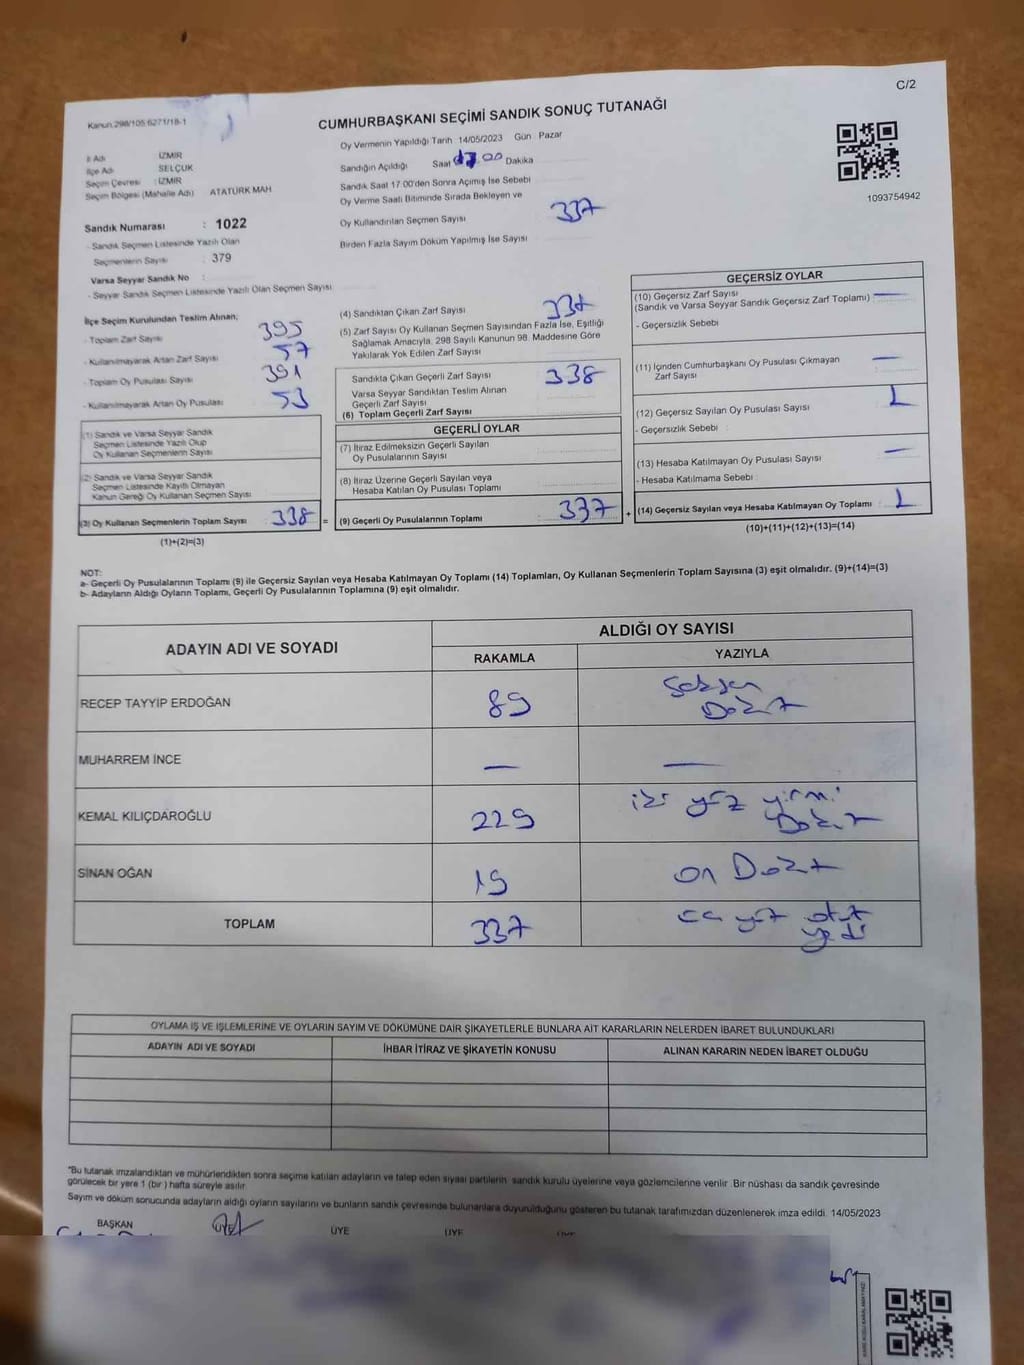 C/2
Kanun:298/105 6271/18-1
CUMHURBAŞKANI SEÇİMİ SANDIK SONUÇ TUTANAĞI
İl Adı İZMİR
İlçe Adı SELÇUK
Seçim Çevresi : İZMİR
Seçim Bölgesi (Mahalle Adı) ATATÜRK MAH
Sandık Numarası : 1022
- Sandık Seçmen Listesinde Yazılı Olan
Seçmenlerin Sayısı : 379
Varsa Seyyar Sandık No :
- Seyyar Sandık Seçmen Listesinde Yazılı Olan Seçmen Sayısı
Oy Vermenin Yapıldığı Tarih 14/05/2023 Gün Pazar
Sandığın Açıldığı Saat 17 00 Dakika
Sandık Saat 17:00'den Sonra Açımış İse Sebebi
Oy Verme Saati Bitiminde Sırada Bekleyen ve
Oy Kullandırılan Seçmen Sayısı 337
Birden Fazla Sayım Döküm Yapılmış İse Sayısı
1093754942
İlçe Seçim Kurulundan Teslim Alınan;
- Toplam Zarf Sayısı 395
- Kullanılmayarak Artan Zarf Sayısı 57
- Toplam Oy Pusulası Sayısı 391
- Kullanılmayarak Artan Oy Pusulası 53
(1) Sandık ve Varsa Seyyar Sandık
Seçmen Listesinde Yazılı Olup
Oy Kullanan Seçmenlerin Sayısı
(2) Sandık ve Varsa Seyyar Sandık
Seçmen Listesinde Kayıtlı Olmayan
Kanun Gereği Oy Kullanan Seçmen Sayısı
(3) Oy Kullanan Seçmenlerin Toplam Sayısı 338 =
(1)+(2)=(3)
(4) Sandıktan Çıkan Zarf Sayısı
(5) Zarf Sayısı Oy Kullanan Seçmen Sayısından Fazla İse, Eşitliği
Sağlamak Amacıyla, 298 Sayılı Kanunun 98. Maddesine Göre
Yakılarak Yok Edilen Zarf Sayısı
Sandıkta Çıkan Geçerli Zarf Sayısı 338
Varsa Seyyar Sandıktan Teslim Alınan
Geçerli Zarf Sayısı
(6) Toplam Geçerli Zarf Sayısı
GEÇERLİ OYLAR
(7) İtiraz Edilmeksizin Geçerli Sayılan
Oy Pusulalarının Sayısı
(8) İtiraz Üzerine Geçerli Sayılan veya
Hesaba Katılan Oy Pusulası Toplamı
(9) Geçerli Oy Pusulalarının Toplamı 337 +
GEÇERSİZ OYLAR
(10) Geçersiz Zarf Sayısı —
(Sandık ve Varsa Seyyar Sandık Geçersiz Zarf Toplamı)
- Geçersizlik Sebebi
(11) İçinden Cumhurbaşkanı Oy Pusulası Çıkmayan —
Zarf Sayısı
(12) Geçersiz Sayılan Oy Pusulası Sayısı 1
- Geçersizlik Sebebi :
(13) Hesaba Katılmayan Oy Pusulası Sayısı —
- Hesaba Katılmama Sebebi
(14) Geçersiz Sayılan veya Hesaba Katılmayan Oy Toplamı 1
(10)+(11)+(12)+(13)=(14)
NOT:
a- Geçerli Oy Pusulalarının Toplamı (9) ile Geçersiz Sayılan veya Hesaba Katılmayan Oy Toplamı (14) Toplamları, Oy Kullanan Seçmenlerin Toplam Sayısına (3) eşit olmalıdır. (9)+(14)=(3)
b- Adayların Aldığı Oyların Toplamı, Geçerli Oy Pusulalarının Toplamına (9) eşit olmalıdır.
ADAYIN ADI VE SOYADI
ALDIĞI OY SAYISI
RAKAMLA YAZIYLA
RECEP TAYYİP ERDOĞAN 89 Seksen Dokuz
MUHARREM İNCE — —
KEMAL KILIÇDAROĞLU 229 iki yüz yirmi Dokuz
SİNAN OĞAN 19 on Dokuz
TOPLAM 337 yüz otuz yedi
OYLAMA İŞ VE İŞLEMLERİNE VE OYLARIN SAYIM VE DÖKÜMÜNE DAİR ŞİKAYETLERLE BUNLARA AİT KARARLARIN NELERDEN İBARET BULUNDUKLARI
ADAYIN ADI VE SOYADI İHBAR İTİRAZ VE ŞİKAYETİN KONUSU ALINAN KARARIN NEDEN İBARET OLDUĞU
*Bu tutanak imzalandıktan ve mühürlendikten sonra seçime katılan adayların ve talep eden siyasi partilerin sandık kurulu üyelerine veya gözlemcilerine verilir. Bir nüshası da sandık çevresinde
görülecek bir yere 1 (bir ) hafta süreyle asılır.
Sayım ve döküm sonucunda adayların aldığı oyların sayılarını ve bunların sandık çevresinde bulunanlara duyurulduğunu gösteren bu tutanak tarafımızdan düzenlenerek imza edildi. 14/05/2023
BAŞKAN ÜYE ÜYE ÜYE